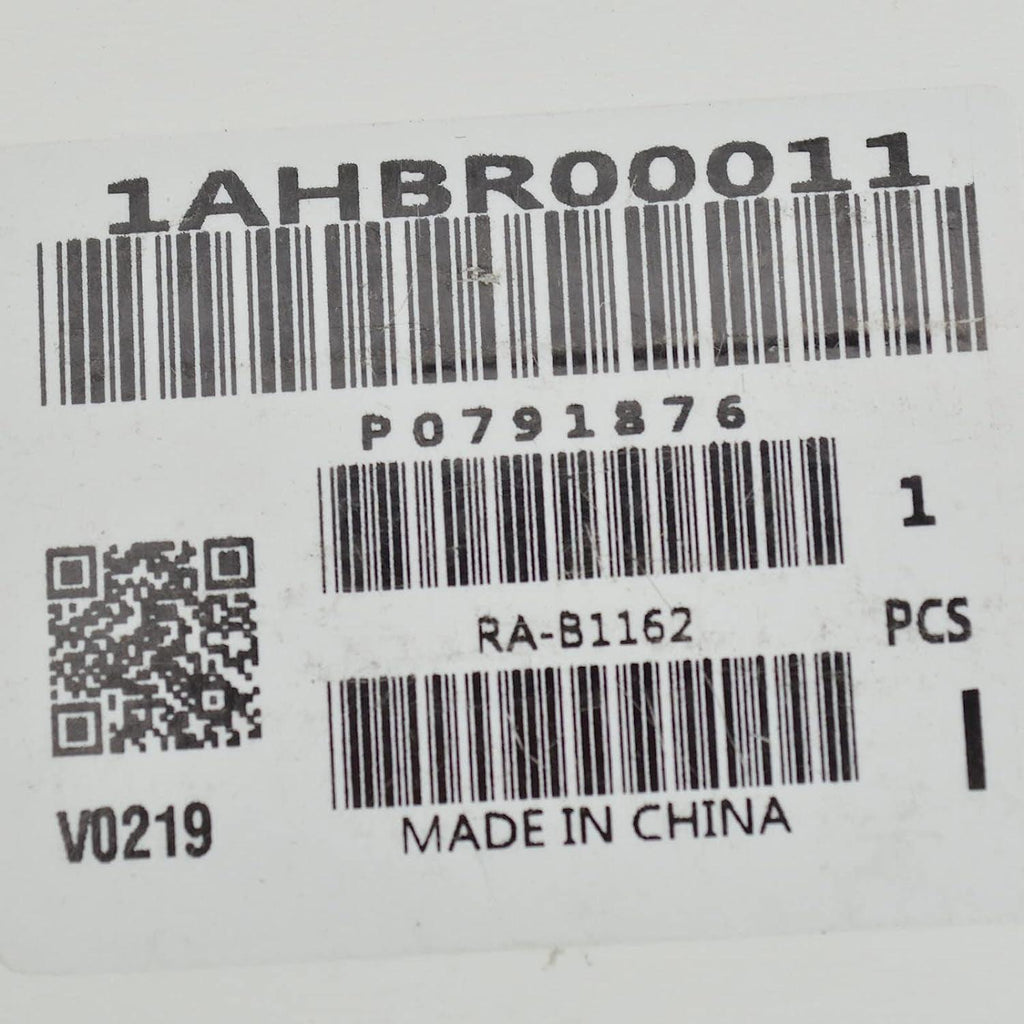 1AHBR00011
P0791876
1
RA-B1162
PCS
V0219
MADE IN CHINA